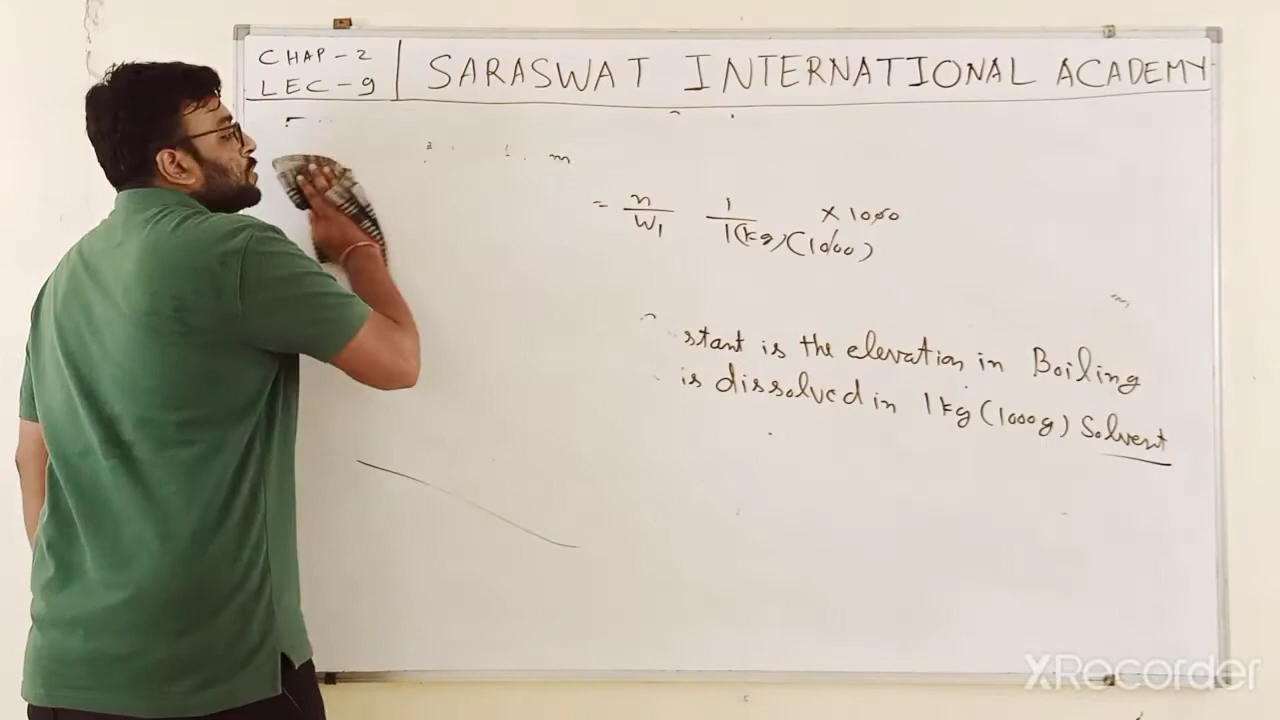 CHAP-2
LEC-9
SARASWAT INTERNATIONAL ACADEMY
m
= n/W1 1/1(kg)(1000) ×1000
stant is the elevation in Boiling
is dissolved in 1kg (1000g) Solvent
XRecorder